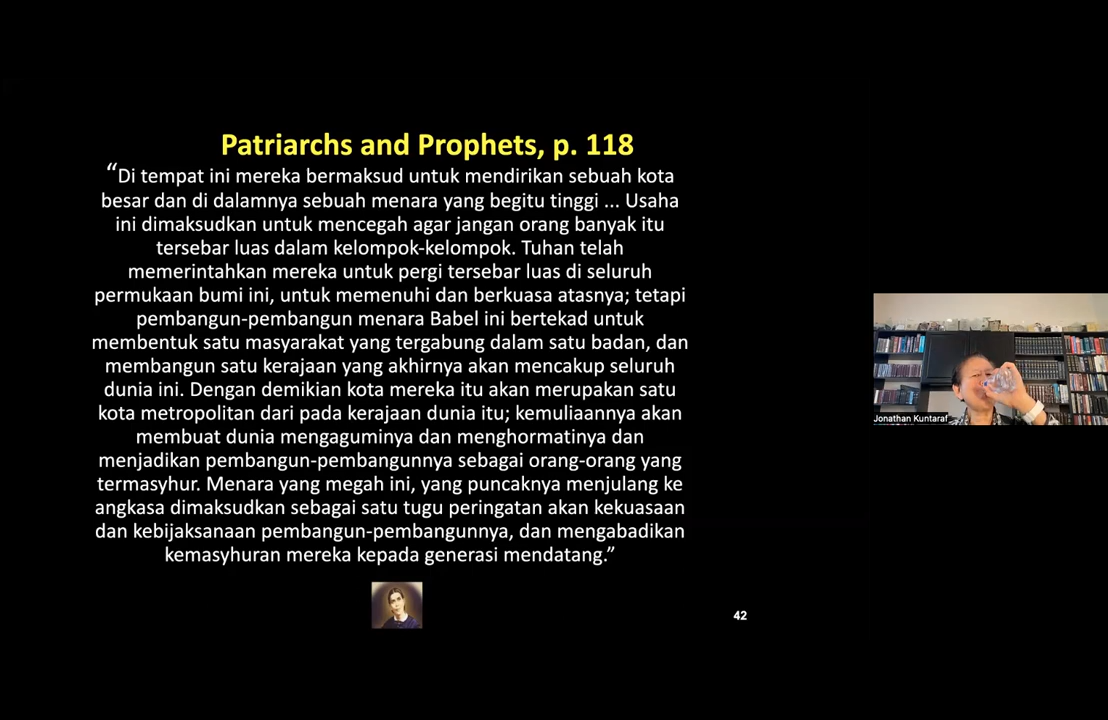 Patriarchs and Prophets, p. 118
“Di tempat ini mereka bermaksud untuk mendirikan sebuah kota
besar dan di dalamnya sebuah menara yang begitu tinggi ... Usaha
ini dimaksudkan untuk mencegah agar jangan orang banyak itu
tersebar luas dalam kelompok-kelompok. Tuhan telah
memerintahkan mereka untuk pergi tersebar luas di seluruh
permukaan bumi ini, untuk memenuhi dan berkuasa atasnya; tetapi
pembangun-pembangun menara Babel ini bertekad untuk
membentuk satu masyarakat yang tergabung dalam satu badan, dan
membangun satu kerajaan yang akhirnya akan mencakup seluruh
dunia ini. Dengan demikian kota mereka itu akan merupakan satu
kota metropolitan dari pada kerajaan dunia itu; kemuliaannya akan
membuat dunia mengaguminya dan menghormatinya dan
menjadikan pembangun-pembangunnya sebagai orang-orang yang
termasyhur. Menara yang megah ini, yang puncaknya menjulang ke
angkasa dimaksudkan sebagai satu tugu peringatan akan kekuasaan
dan kebijaksanaan pembangun-pembangunnya, dan mengabadikan
kemasyhuran mereka kepada generasi mendatang.”
Jonathan Kuntaraf
42